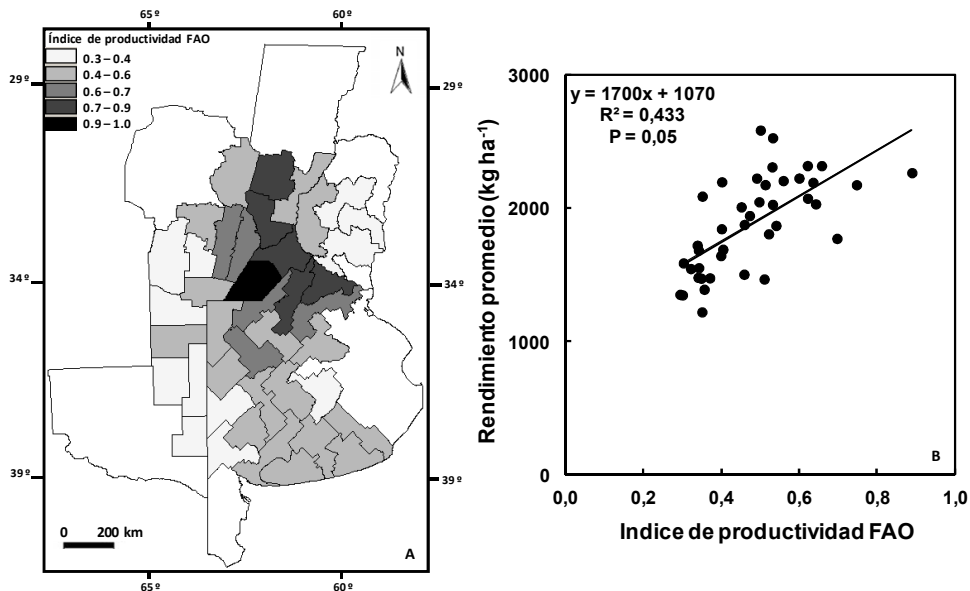 65º 60º
Índice de productividad FAO
0.3 – 0.4
0.4 – 0.6
0.6 – 0.7
0.7 – 0.9
0.9 – 1.0
N
29º 29º
34º 34º
39º 39º
0 200 km
A
65º 60º
y = 1700x + 1070
R² = 0,433
P = 0,05
Rendimiento promedio (kg ha⁻¹)
3000
2000
1000
0
B
0,0 0,2 0,4 0,6 0,8 1,0
Indice de productividad FAO